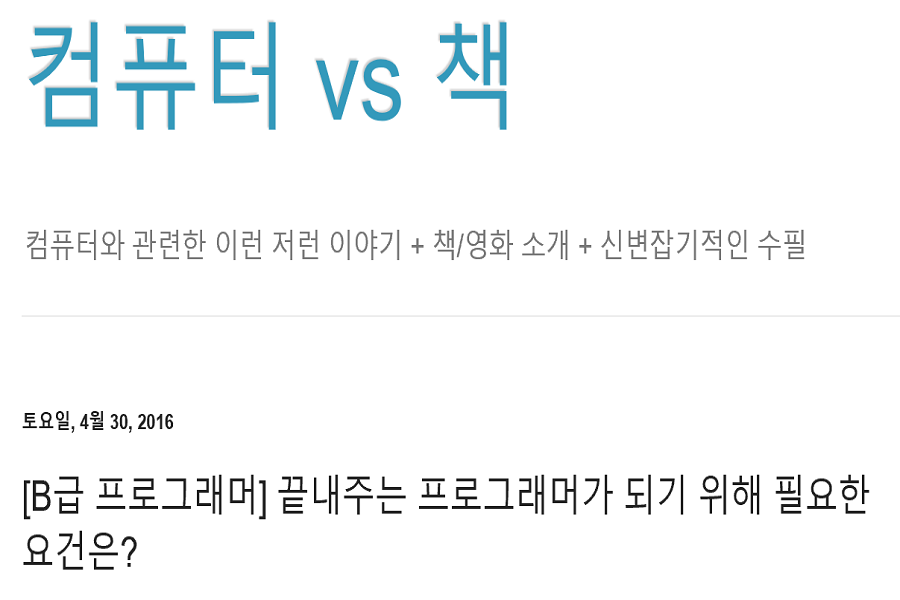 컴퓨터 vs 책
컴퓨터와 관련한 이런 저런 이야기 + 책/영화 소개 + 신변잡기적인 수필
토요일, 4월 30, 2016
[B급 프로그래머] 끝내주는 프로그래머가 되기 위해 필요한
요건은?